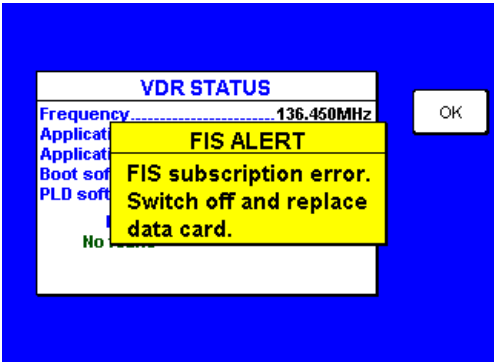 VDR STATUS
Frequency........................136.450MHz
OK
Applicati
Applicati
Boot sof
PLD soft
FIS ALERT
FIS subscription error.
Switch off and replace
data card.
No